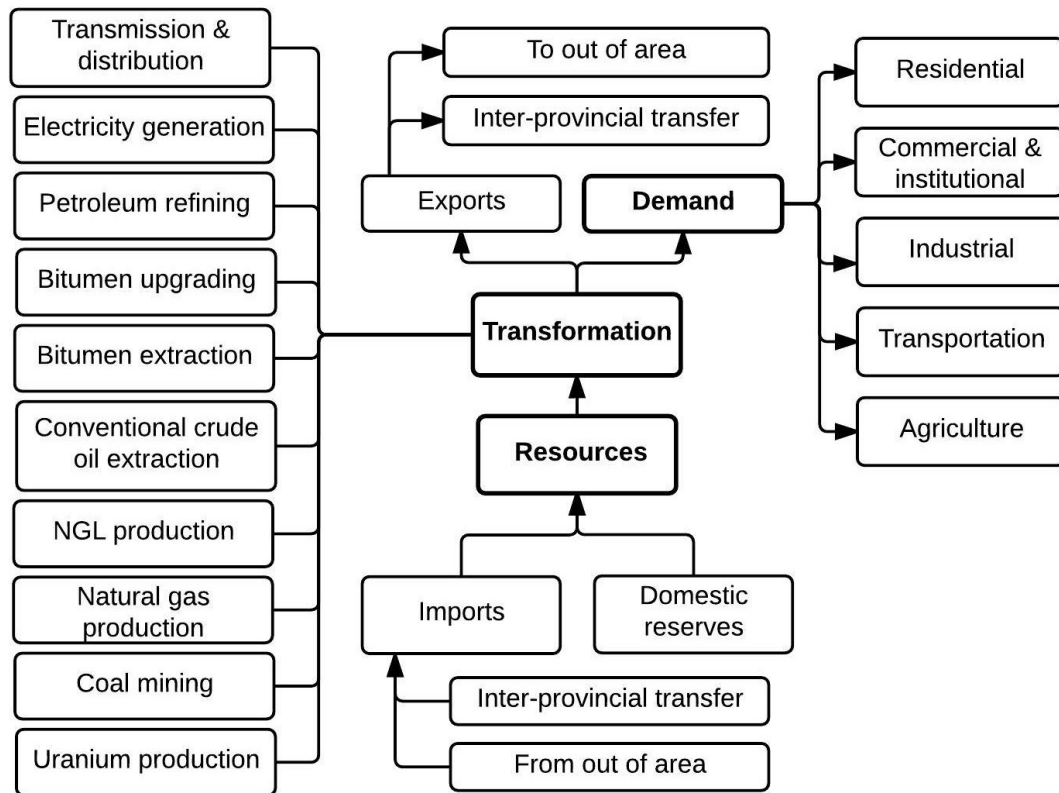 Transmission &
distribution
Electricity generation
Petroleum refining
Bitumen upgrading
Bitumen extraction
Conventional crude
oil extraction
NGL production
Natural gas
production
Coal mining
Uranium production
To out of area
Inter-provincial transfer
Exports
Demand
Transformation
Resources
Imports
Domestic
reserves
Inter-provincial transfer
From out of area
Residential
Commercial &
institutional
Industrial
Transportation
Agriculture